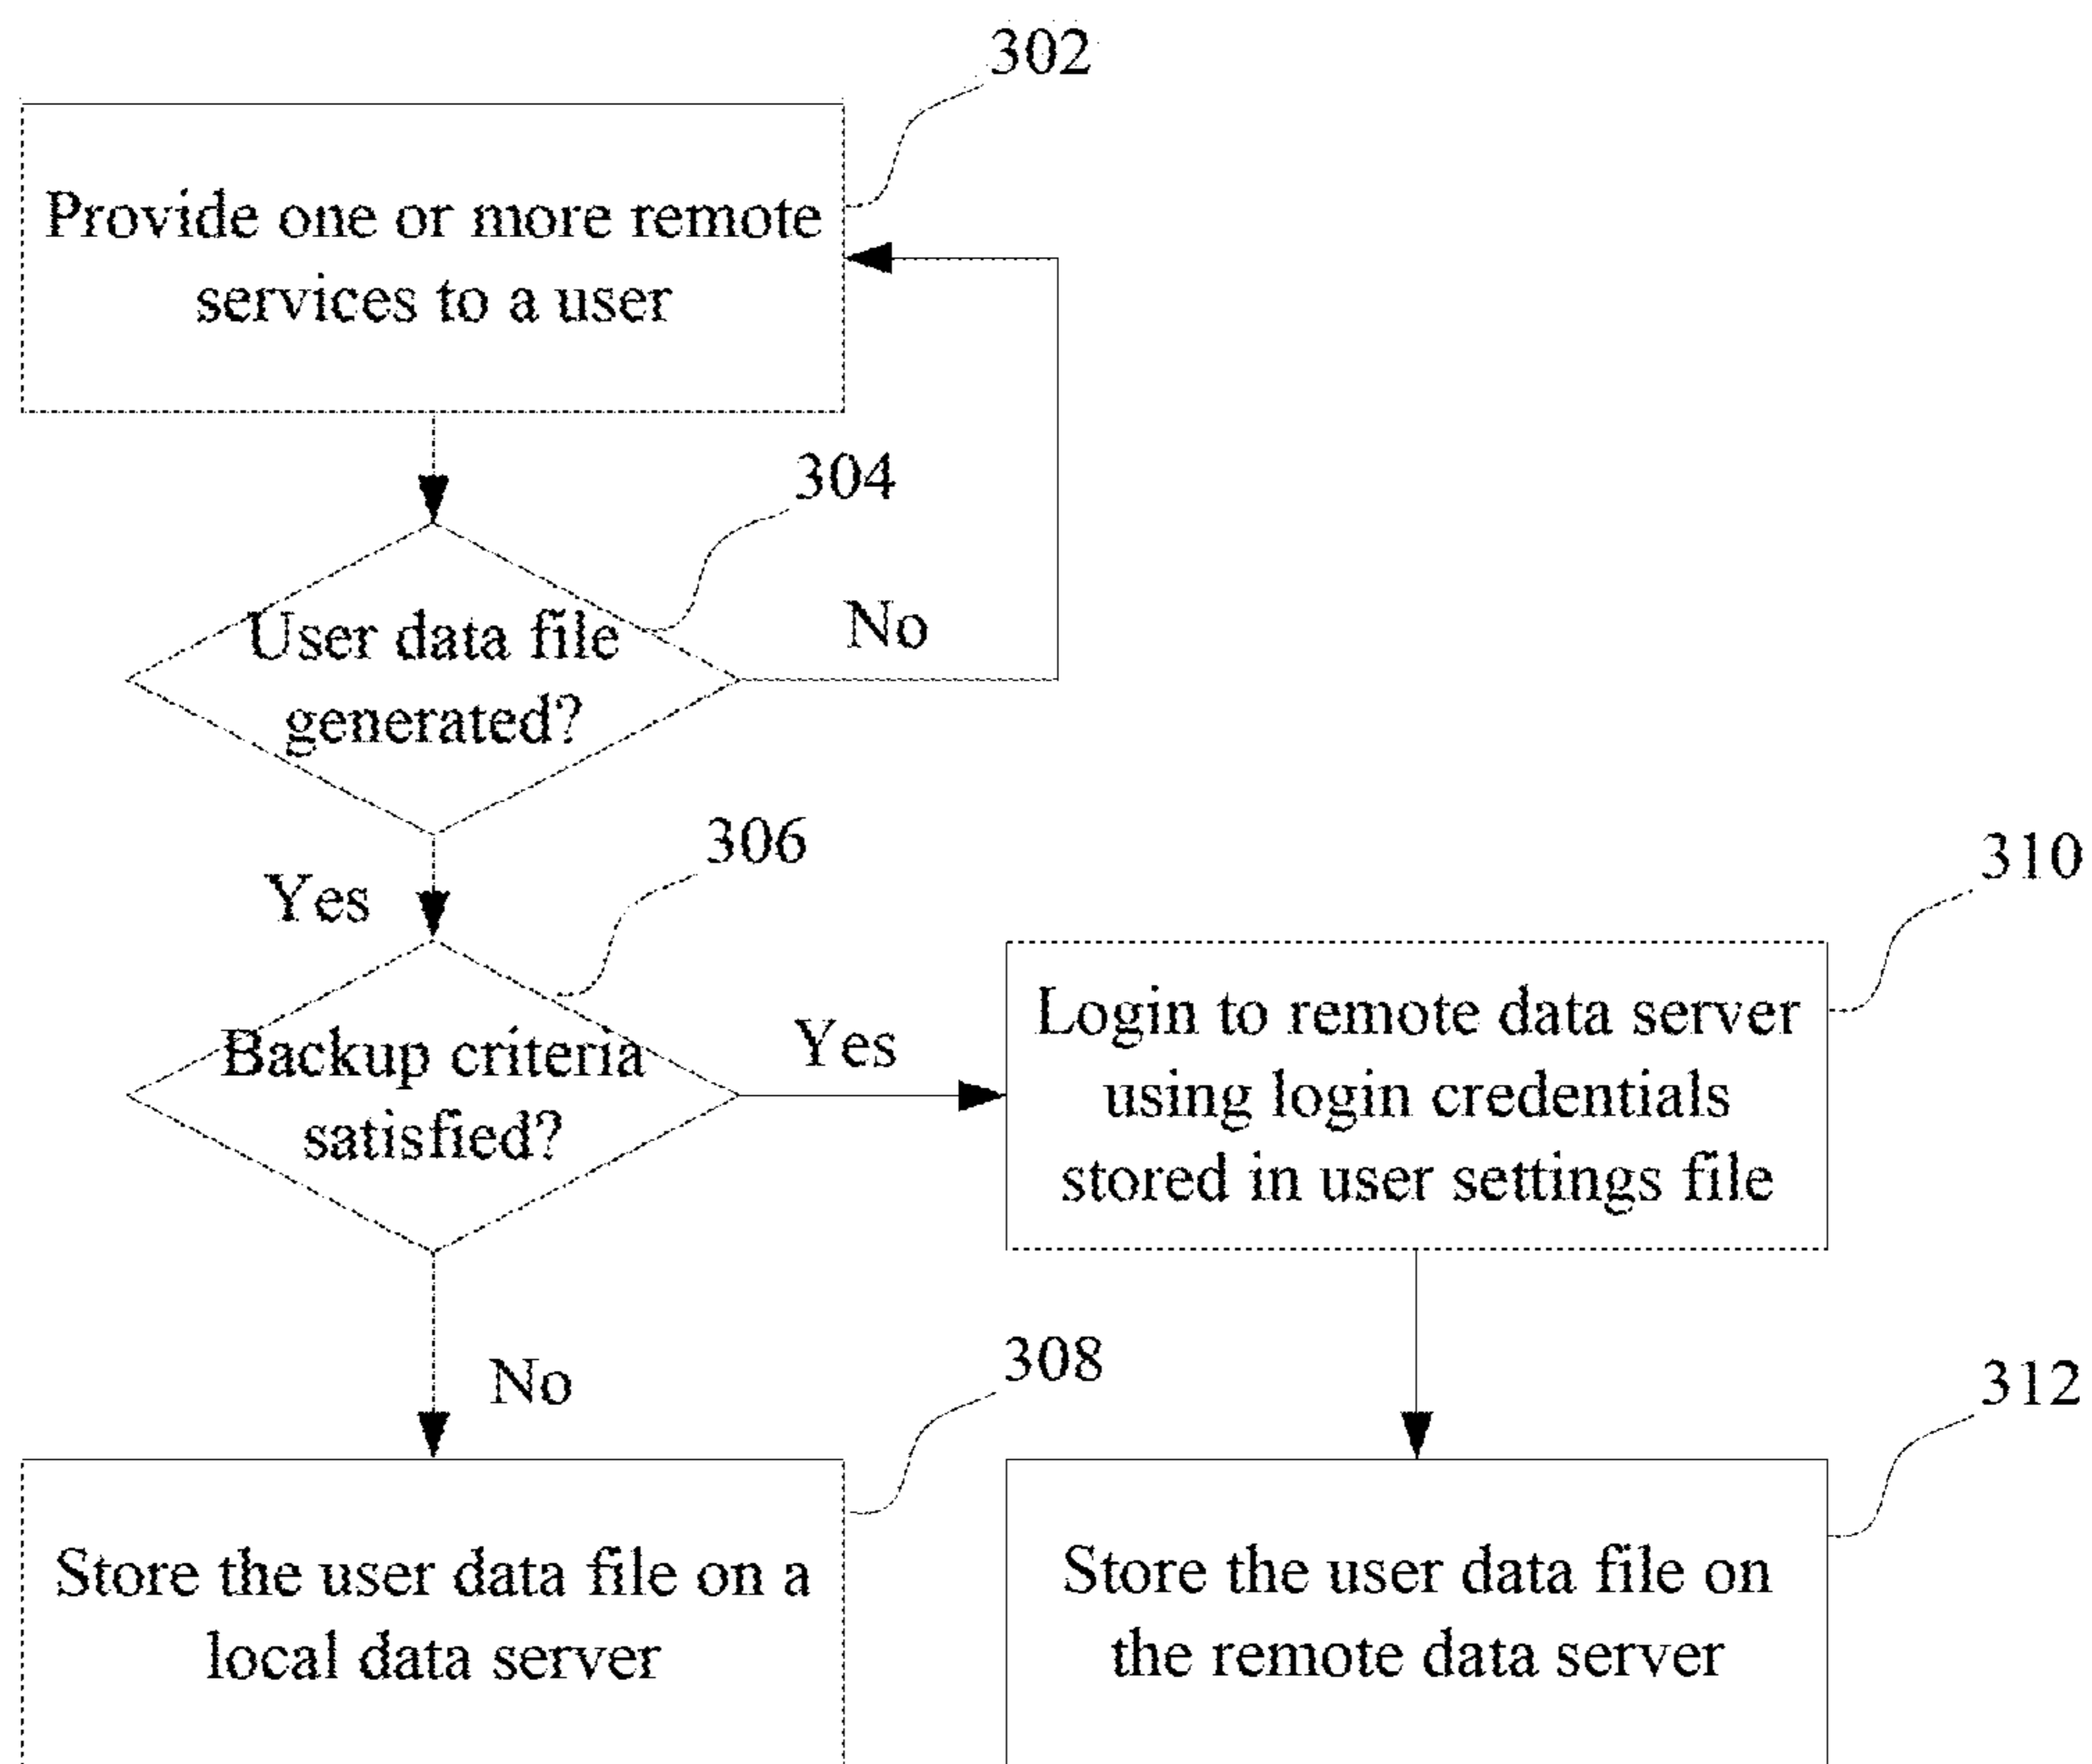 302
Provide one or more remote
services to a user
304
User data file
generated?
No
306
Yes
310
Backup criteria
satisfied?
Yes
Login to remote data server
using login credentials
stored in user settings file
No
308
312
Store the user data file on a
local data server
Store the user data file on
the remote data server